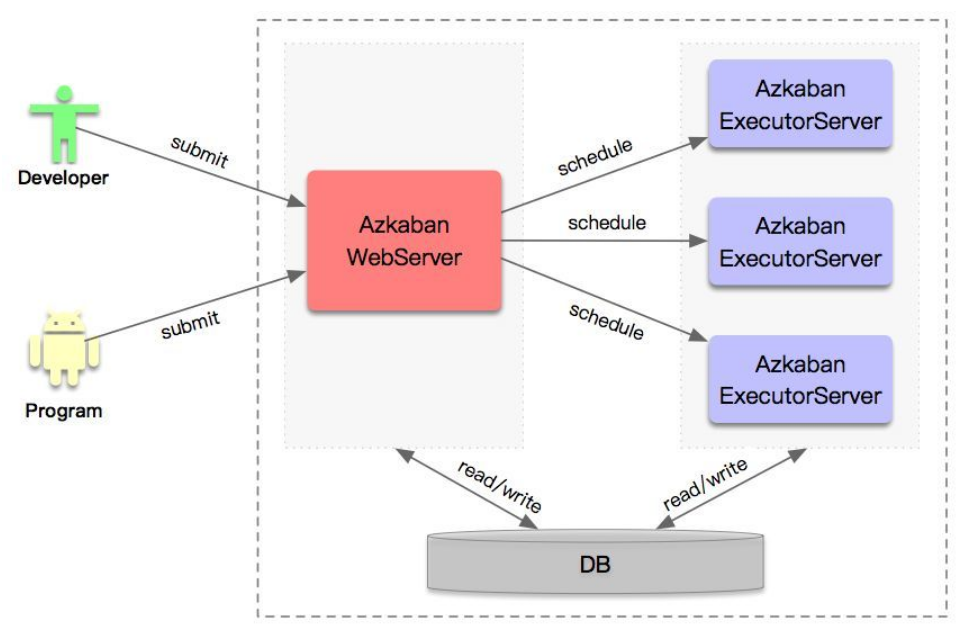 Developer
submit
Program
submit
Azkaban
WebServer
schedule
schedule
schedule
Azkaban
ExecutorServer
Azkaban
ExecutorServer
Azkaban
ExecutorServer
read/write
read/write
DB